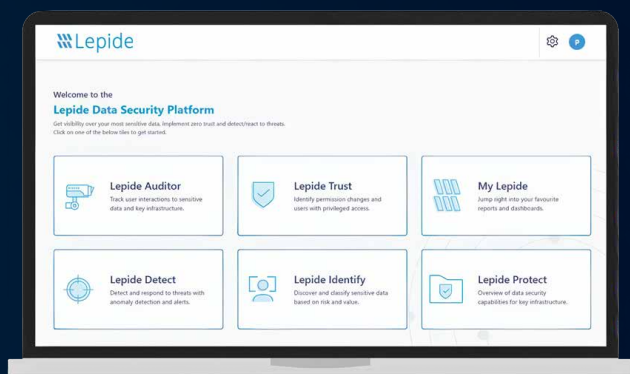 Lepide
P
Welcome to the
Lepide Data Security Platform
Get visibility over your most sensitive data, implement zero trust and detect/react to threats.
Click on one of the below tiles to get started.
Lepide Auditor
Track user interactions to sensitive
data and key infrastructure.
Lepide Trust
Identify permission changes and
users with privileged access.
My Lepide
Jump right into your favourite
reports and dashboards.
Lepide Detect
Detect and respond to threats with
anomaly detection and alerts.
Lepide Identify
Discover and classify sensitive data
based on risk and value.
Lepide Protect
Overview of data security
capabilities for key infrastructure.